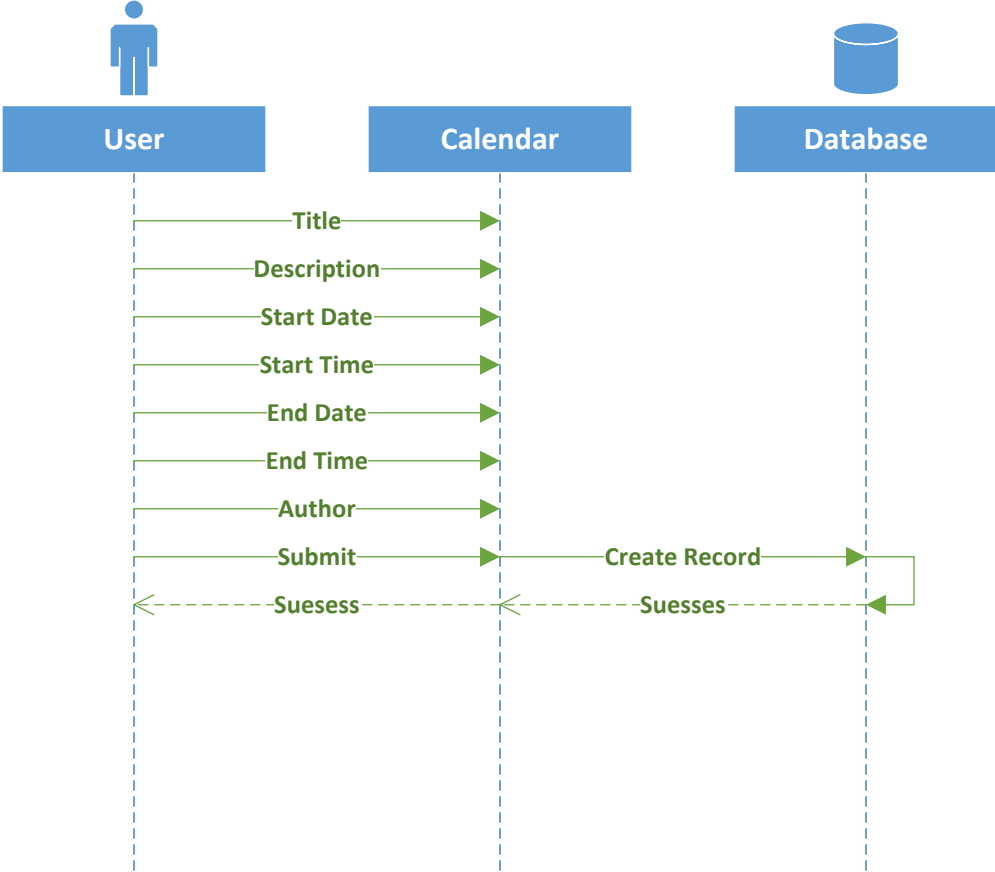 User
Calendar
Database
Title
Description
Start Date
Start Time
End Date
End Time
Author
Submit
Create Record
Suesess
Suesses